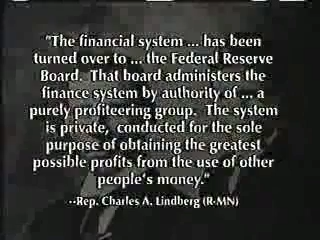 "The financial system ... has been
turned over to ... the Federal Reserve
Board. That board administers the
finance system by authority of ... a
purely profiteering group. The system
is private, conducted for the sole
purpose of obtaining the greatest
possible profits from the use of other
people's money."
--Rep. Charles A. Lindberg (R-MN)